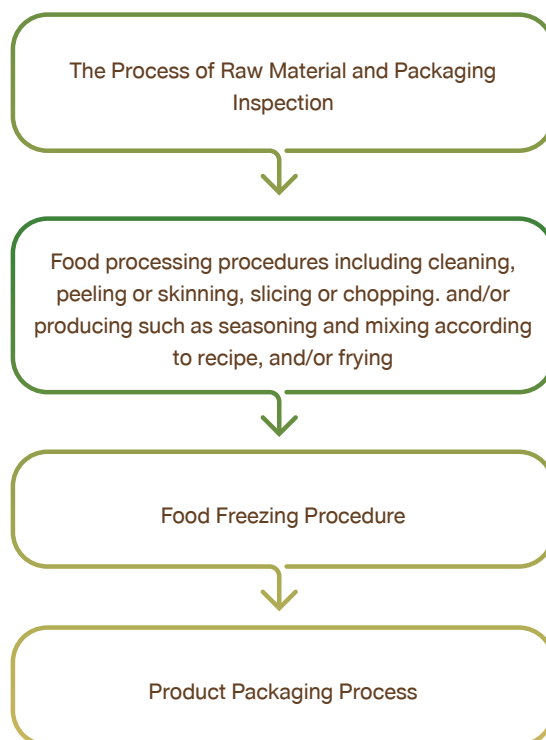 The Process of Raw Material and Packaging
Inspection
Food processing procedures including cleaning,
peeling or skinning, slicing or chopping. and/or
producing such as seasoning and mixing according
to recipe, and/or frying
Food Freezing Procedure
Product Packaging Process